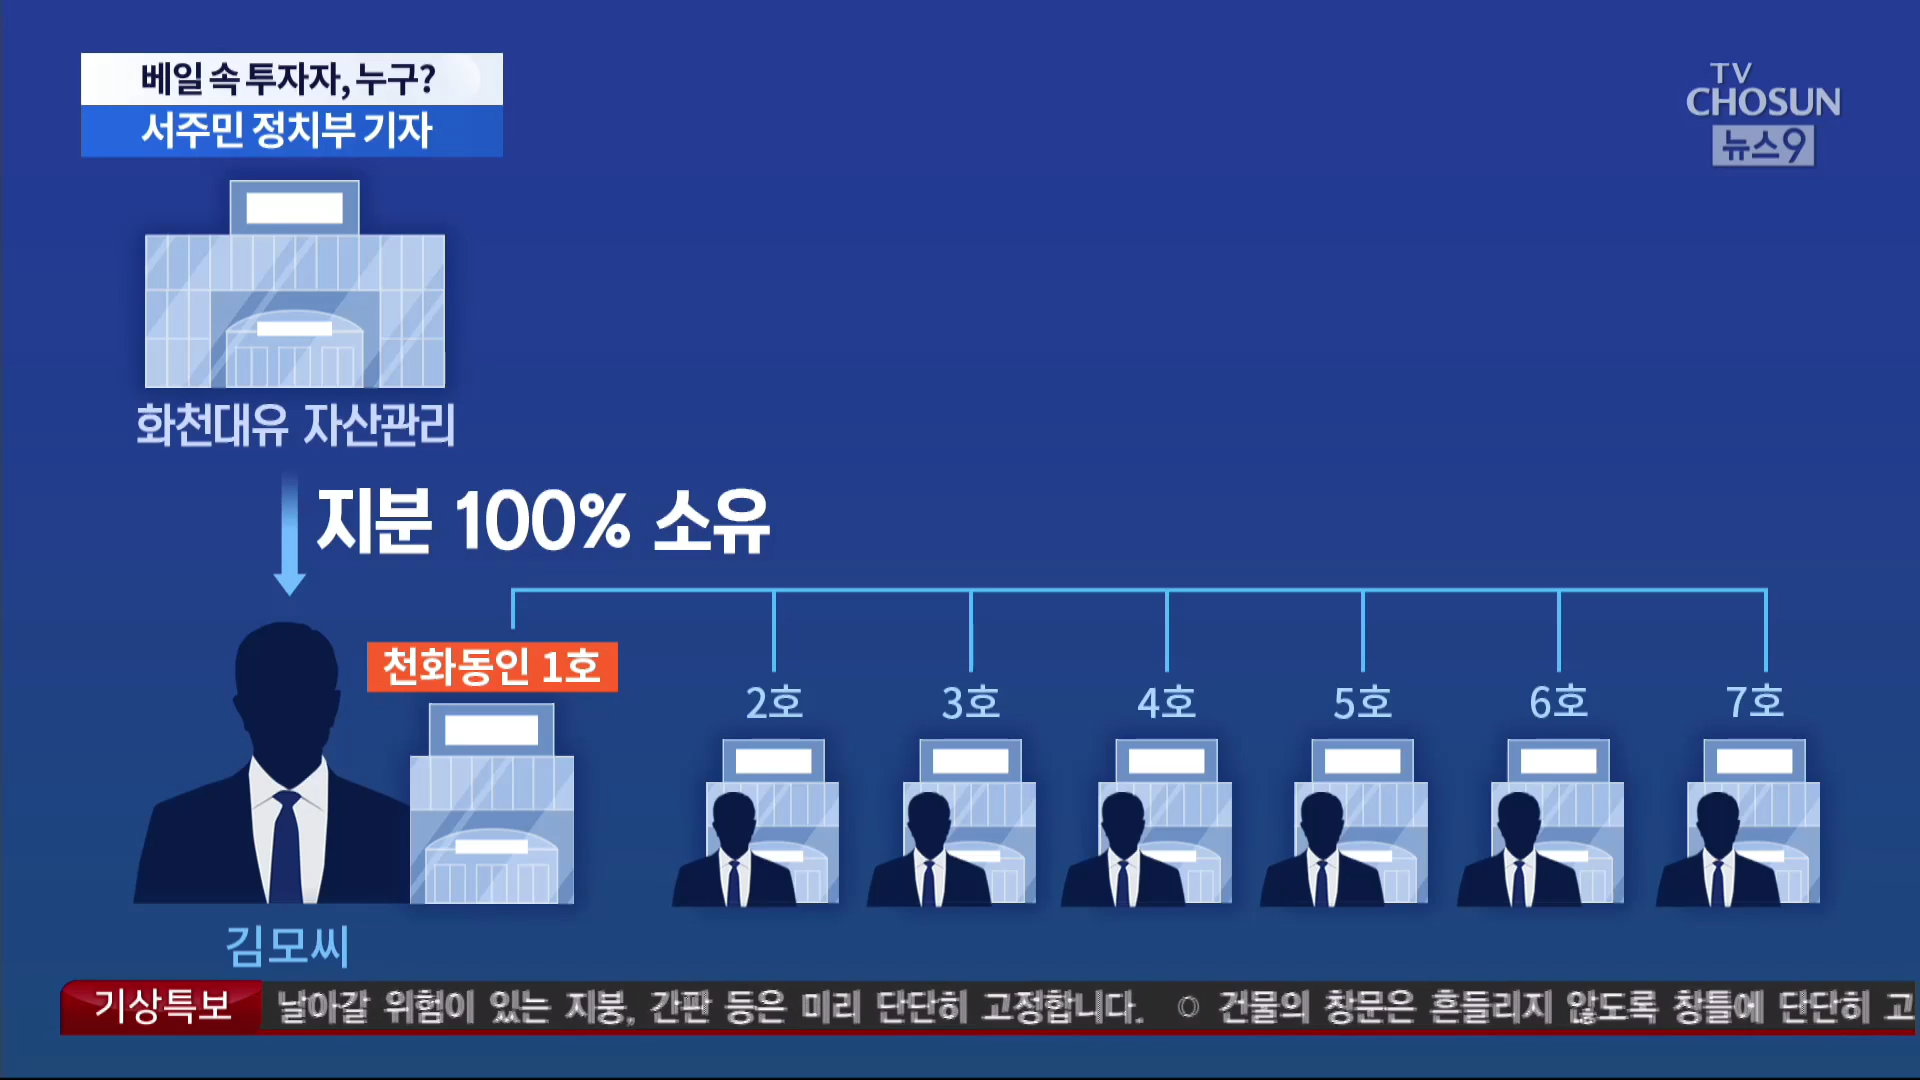 베일 속 투자자, 누구?
서주민 정치부 기자
TV
CHOSUN
뉴스9
화천대유 자산관리
지분 100% 소유
천화동인 1호
2호
3호
4호
5호
6호
7호
김모씨
기상특보
날아갈 위험이 있는 지붕, 간판 등은 미리 단단히 고정합니다. ○ 건물의 창문은 흔들리지 않도록 창틀에 단단히 고